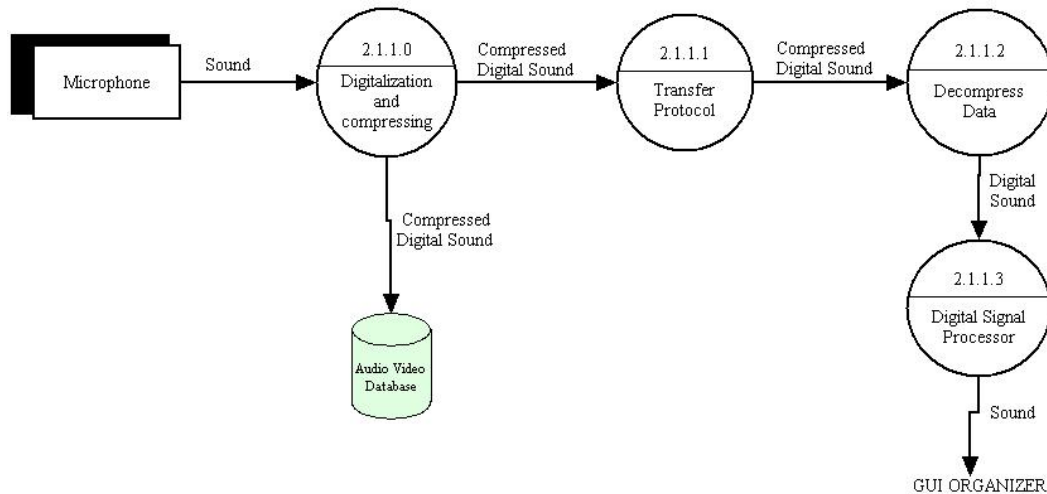 Microphone
Sound
2.1.1.0
Digitalization
and
compressing
Compressed
Digital Sound
2.1.1.1
Transfer
Protocol
Compressed
Digital Sound
2.1.1.2
Decompress
Data
Digital
Sound
Compressed
Digital Sound
2.1.1.3
Digital Signal
Processor
Audio Video
Database
Sound
GUI ORGANIZER